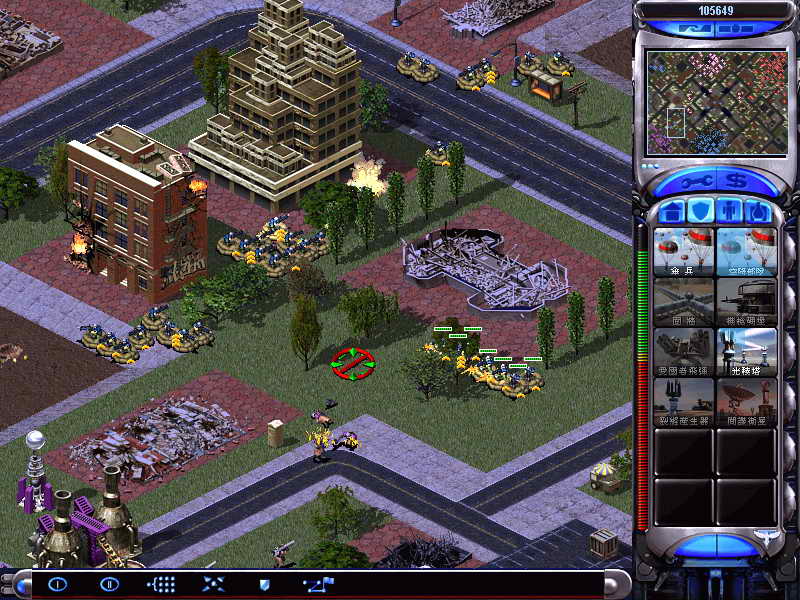 105649
傘兵
空降部隊
圍牆
機槍碉堡
愛國者飛彈
光稜塔
裂縫產生器
間諜衛星